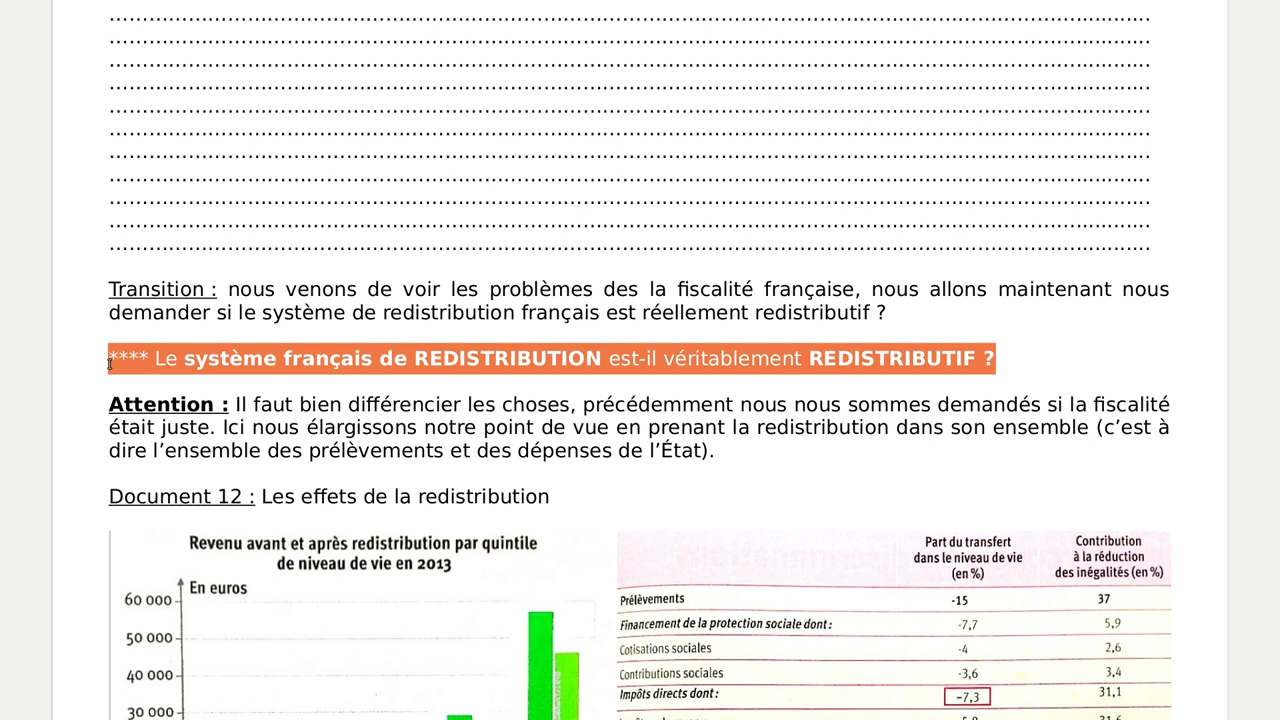 Transition : nous venons de voir les problèmes des la fiscalité française, nous allons maintenant nous
demander si le système de redistribution français est réellement redistributif ?
**** Le système français de REDISTRIBUTION est-il véritablement REDISTRIBUTIF ?
Attention : Il faut bien différencier les choses, précédemment nous nous sommes demandés si la fiscalité
était juste. Ici nous élargissons notre point de vue en prenant la redistribution dans son ensemble (c’est à
dire l’ensemble des prélèvements et des dépenses de l’État).
Document 12 : Les effets de la redistribution
Revenu avant et après redistribution par quintile
de niveau de vie en 2013
En euros
60 000
50 000
40 000
30 000
Part du transfert
dans le niveau de vie
(en %)
Contribution
à la réduction
des inégalités (en %)
Prélèvements -15 37
Financement de la protection sociale dont : -7,7 5,9
Cotisations sociales -4 2,6
Contributions sociales -3,6 3,4
Impôts directs dont : -7,3 31,1